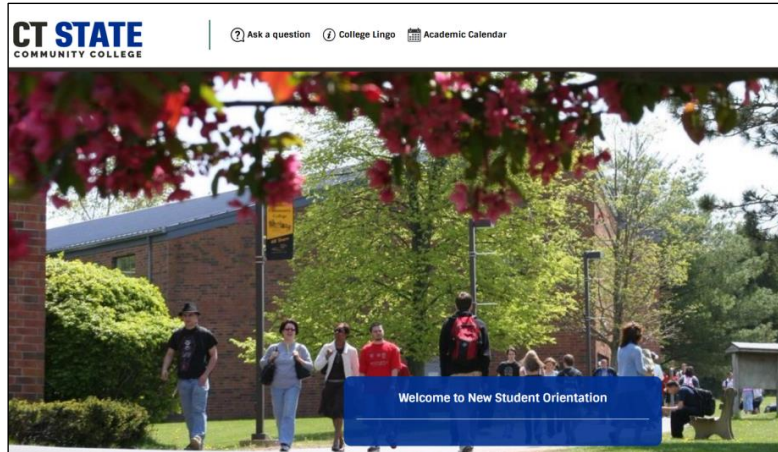 CT STATE
COMMUNITY COLLEGE
Ask a question
College Lingo
Academic Calendar
Welcome to New Student Orientation